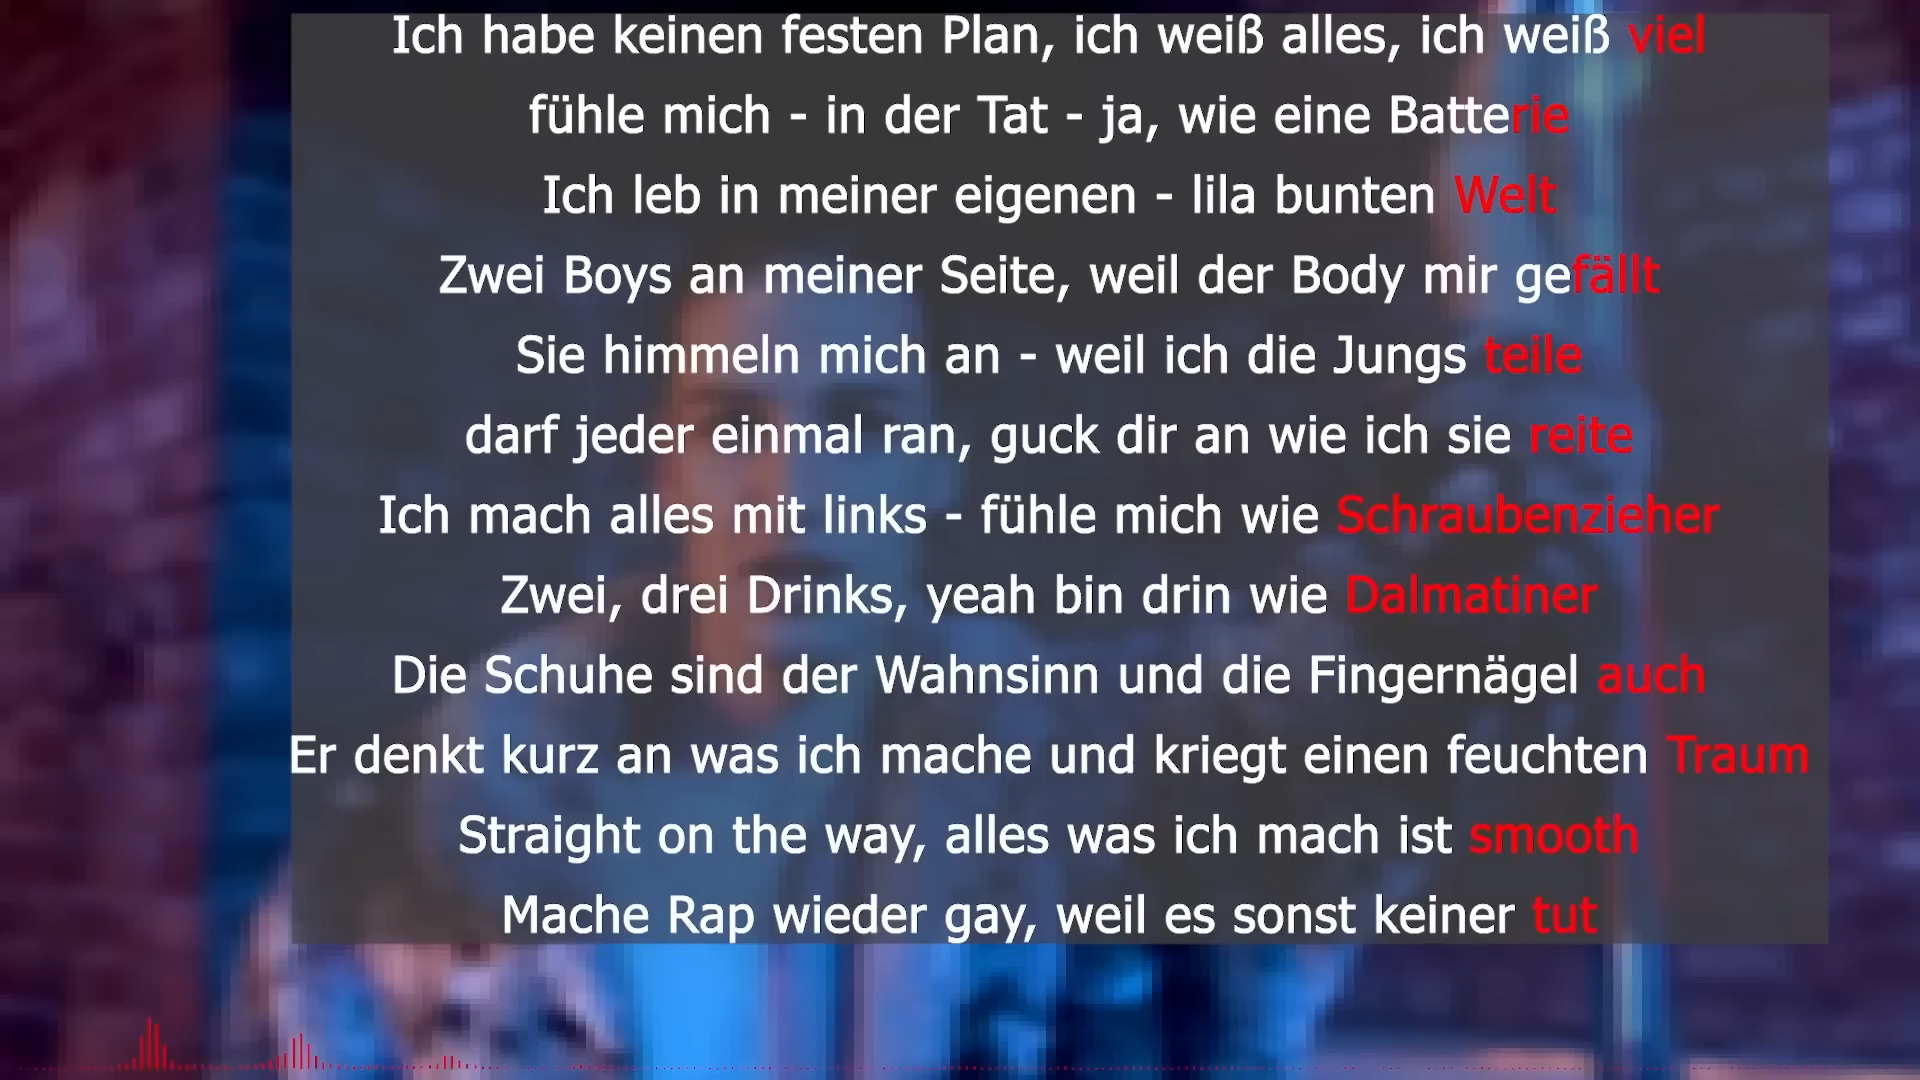 Ich habe keinen festen Plan, ich weiß alles, ich weiß viel
fühle mich - in der Tat - ja, wie eine Batterie
Ich leb in meiner eigenen - lila bunten Welt
Zwei Boys an meiner Seite, weil der Body mir gefällt
Sie himmeln mich an - weil ich die Jungs teile
darf jeder einmal ran, guck dir an wie ich sie reite
Ich mach alles mit links - fühle mich wie Schraubenzieher
Zwei, drei Drinks, yeah bin drin wie Dalmatiner
Die Schuhe sind der Wahnsinn und die Fingernägel auch
Er denkt kurz an was ich mache und kriegt einen feuchten Traum
Straight on the way, alles was ich mach ist smooth
Mache Rap wieder gay, weil es sonst keiner tut